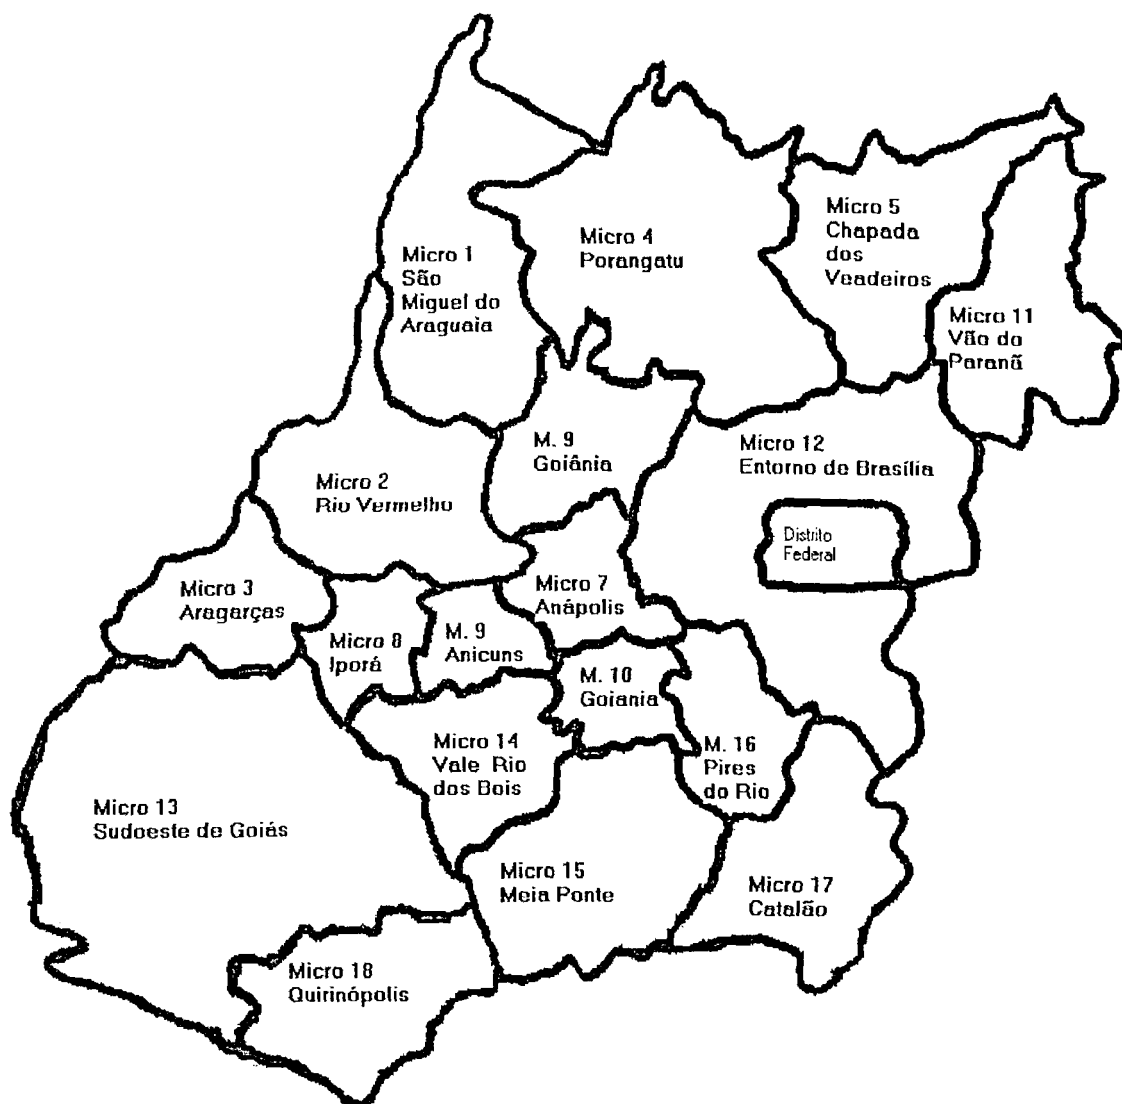 Micro 5
Chapada
dos
Veadeiros
Micro 4
Porangatu
Micro 1
São
Miguel do
Araguaia
Micro 11
Vão do
Paranã
M. 9
Goiânia
Micro 12
Entorno de Brasília
Micro 2
Rio Vermelho
Distrito
Federal
Micro 3
Aragarças
Micro 7
Anápolis
Micro 8
Iporá
M. 9
Anicuns
M. 10
Goiania
Micro 14
Vale Rio
dos Bois
M. 16
Pires
do Rio
Micro 13
Sudoeste de Goiás
Micro 15
Meia Ponte
Micro 17
Catalão
Micro 18
Quirinópolis